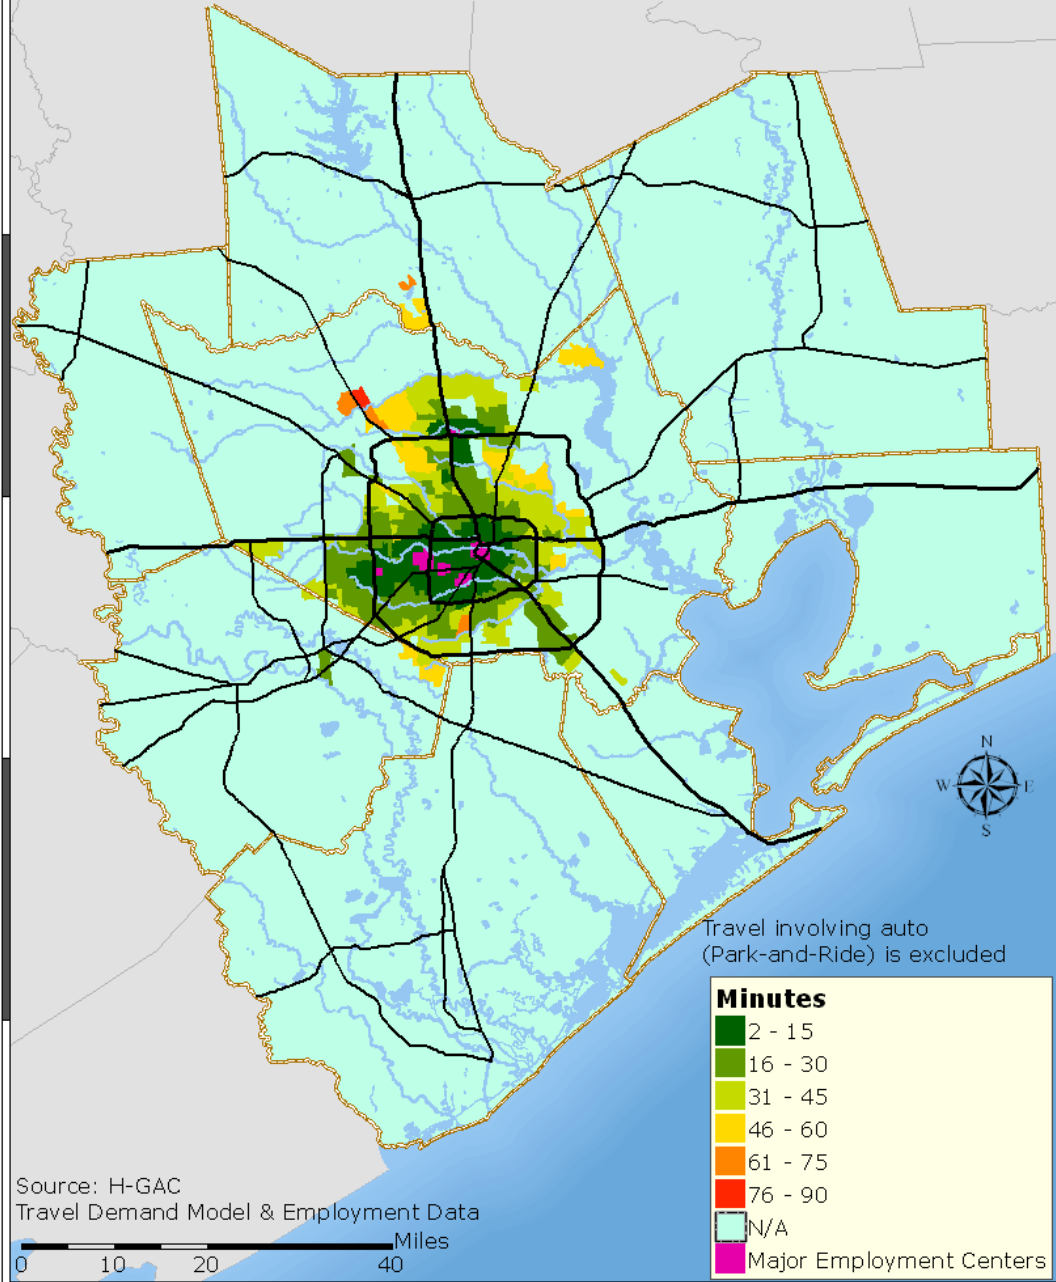 N
W E
S
Travel involving auto
(Park-and-Ride) is excluded
Minutes
2 - 15
16 - 30
31 - 45
46 - 60
61 - 75
76 - 90
N/A
Major Employment Centers
Source: H-GAC
Travel Demand Model & Employment Data
Miles
0 10 20 40